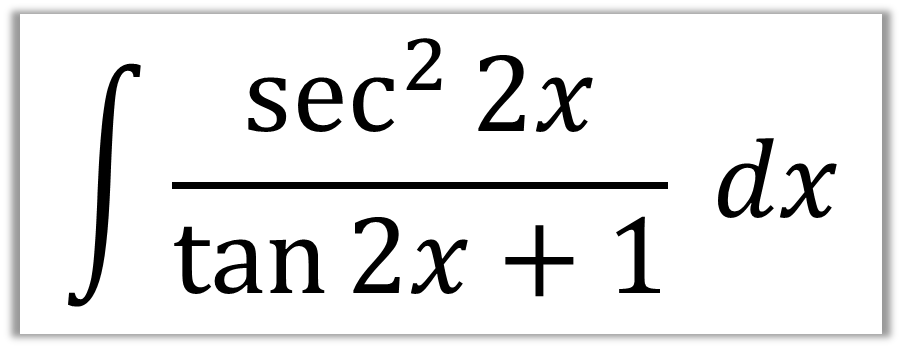 ∫ sec² 2x / tan 2x + 1 dx